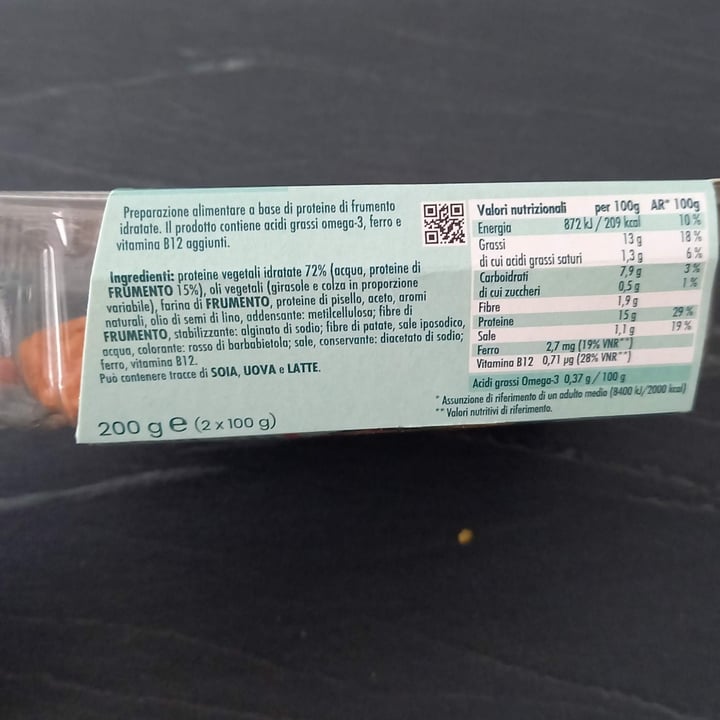 Preparazione alimentare a base di proteine di frumento
idratate. Il prodotto contiene acidi grassi omega-3, ferro e
vitamina B12 aggiunti.
Ingredienti: proteine vegetali idratate 72% (acqua, proteine di
FRUMENTO 15%), oli vegetali (girasole e colza in proporzione
variabile), farina di FRUMENTO, proteine di pisello, aceto, aromi
naturali, olio di semi di lino, addensante: metilcellulosa; fibre di
FRUMENTO, stabilizzante: alginato di sodio; fibre di patate, sale iposodico,
acqua, colorante: rosso di barbabietola; sale, conservante: diacetato di sodio;
ferro, vitamina B12.
Può contenere tracce di SOIA, UOVA e LATTE.
200 g e (2 x 100 g)
Valori nutrizionali per 100g AR* 100g
Energia 872 kJ / 209 kcal 10 %
Grassi 13 g 18 %
di cui acidi grassi saturi 1,3 g 6 %
Carboidrati 7,9 g 3 %
di cui zuccheri 0,5 g 1 %
Fibre 1,9 g
Proteine 15 g 29 %
Sale 1,1 g 19 %
Ferro 2,7 mg (19% VNR**)
Vitamina B12 0,71 µg (28% VNR**)
Acidi grassi Omega-3 0,37 g / 100 g
* Assunzione di riferimento di un adulto medio (8400 kJ/2000 kcal)
** Valori nutritivi di riferimento.